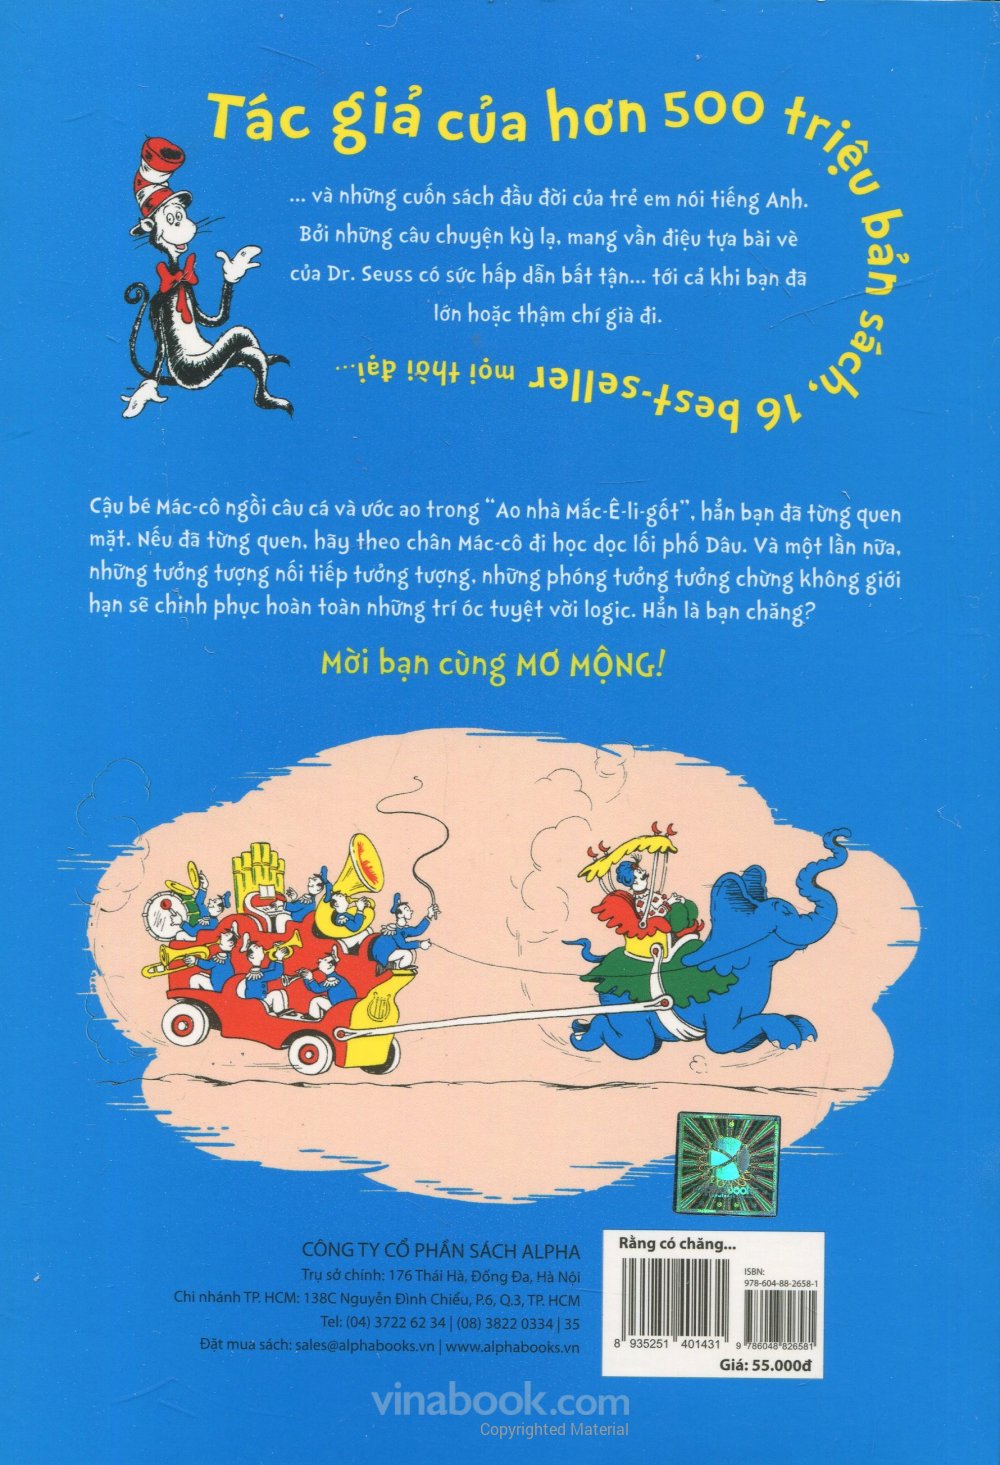 Tác giả của hơn 500 triệu bản sách, 16 best-seller mọi thời đại...
... và những cuốn sách đầu đời của trẻ em nói tiếng Anh.
Bởi những câu chuyện kỳ lạ, mang vần điệu tựa bài vè
của Dr. Seuss có sức hấp dẫn bất tận... tới cả khi bạn đã
lớn hoặc thậm chí già đi.
Cậu bé Mác-cô ngồi câu cá và ước ao trong “Ao nhà Mắc-Ê-li-gốt”, hẳn bạn đã từng quen
mặt. Nếu đã từng quen, hãy theo chân Mác-cô đi học dọc lối phố Dâu. Và một lần nữa,
những tưởng tượng nối tiếp tưởng tượng, những phóng tưởng tưởng chừng không giới
hạn sẽ chinh phục hoàn toàn những trí óc tuyệt vời logic. Hẳn là bạn chăng?
Mời bạn cùng MƠ MỘNG!
CÔNG TY CỔ PHẦN SÁCH ALPHA
Trụ sở chính: 176 Thái Hà, Đống Đa, Hà Nội
Chi nhánh TP. HCM: 138C Nguyễn Đình Chiểu, P.6, Q.3, TP. HCM
Tel: (04) 3722 62 34 | (08) 3822 0334 | 35
Đặt mua sách: sales@alphabooks.vn | www.alphabooks.vn
Rằng có chăng...
ISBN:
978-604-88-2658-1
8 935251 401431
9 786048 826581
Giá: 55.000đ
vinabook.com
Copyrighted Material